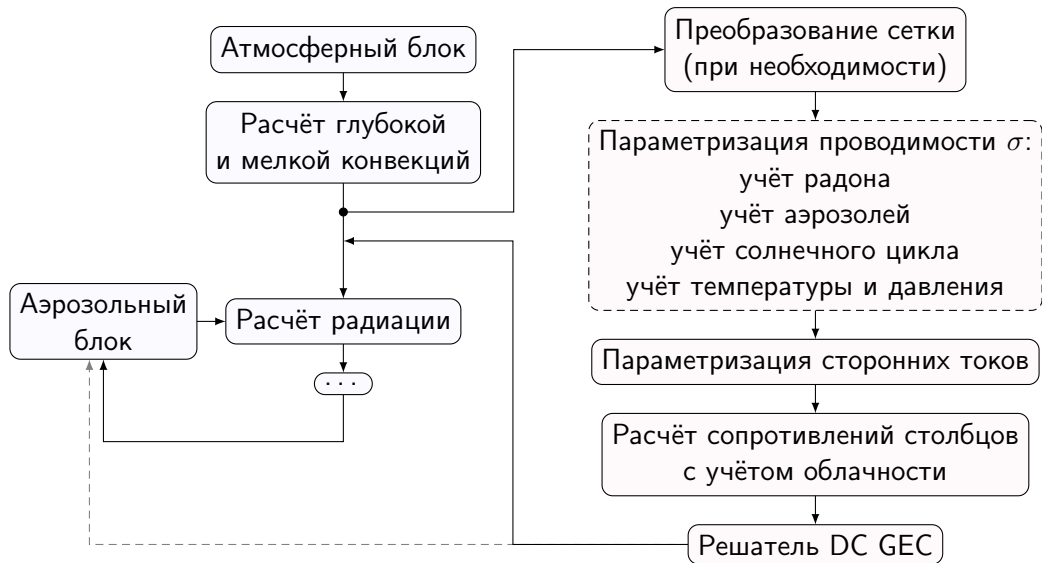 Атмосферный блок
Расчёт глубокой
и мелкой конвекций
Аэрозольный
блок
Расчёт радиации
· · ·
Преобразование сетки
(при необходимости)
Параметризация проводимости σ:
учёт радона
учёт аэрозолей
учёт солнечного цикла
учёт температуры и давления
Параметризация сторонних токов
Расчёт сопротивлений столбцов
с учётом облачности
Решатель DC GEC